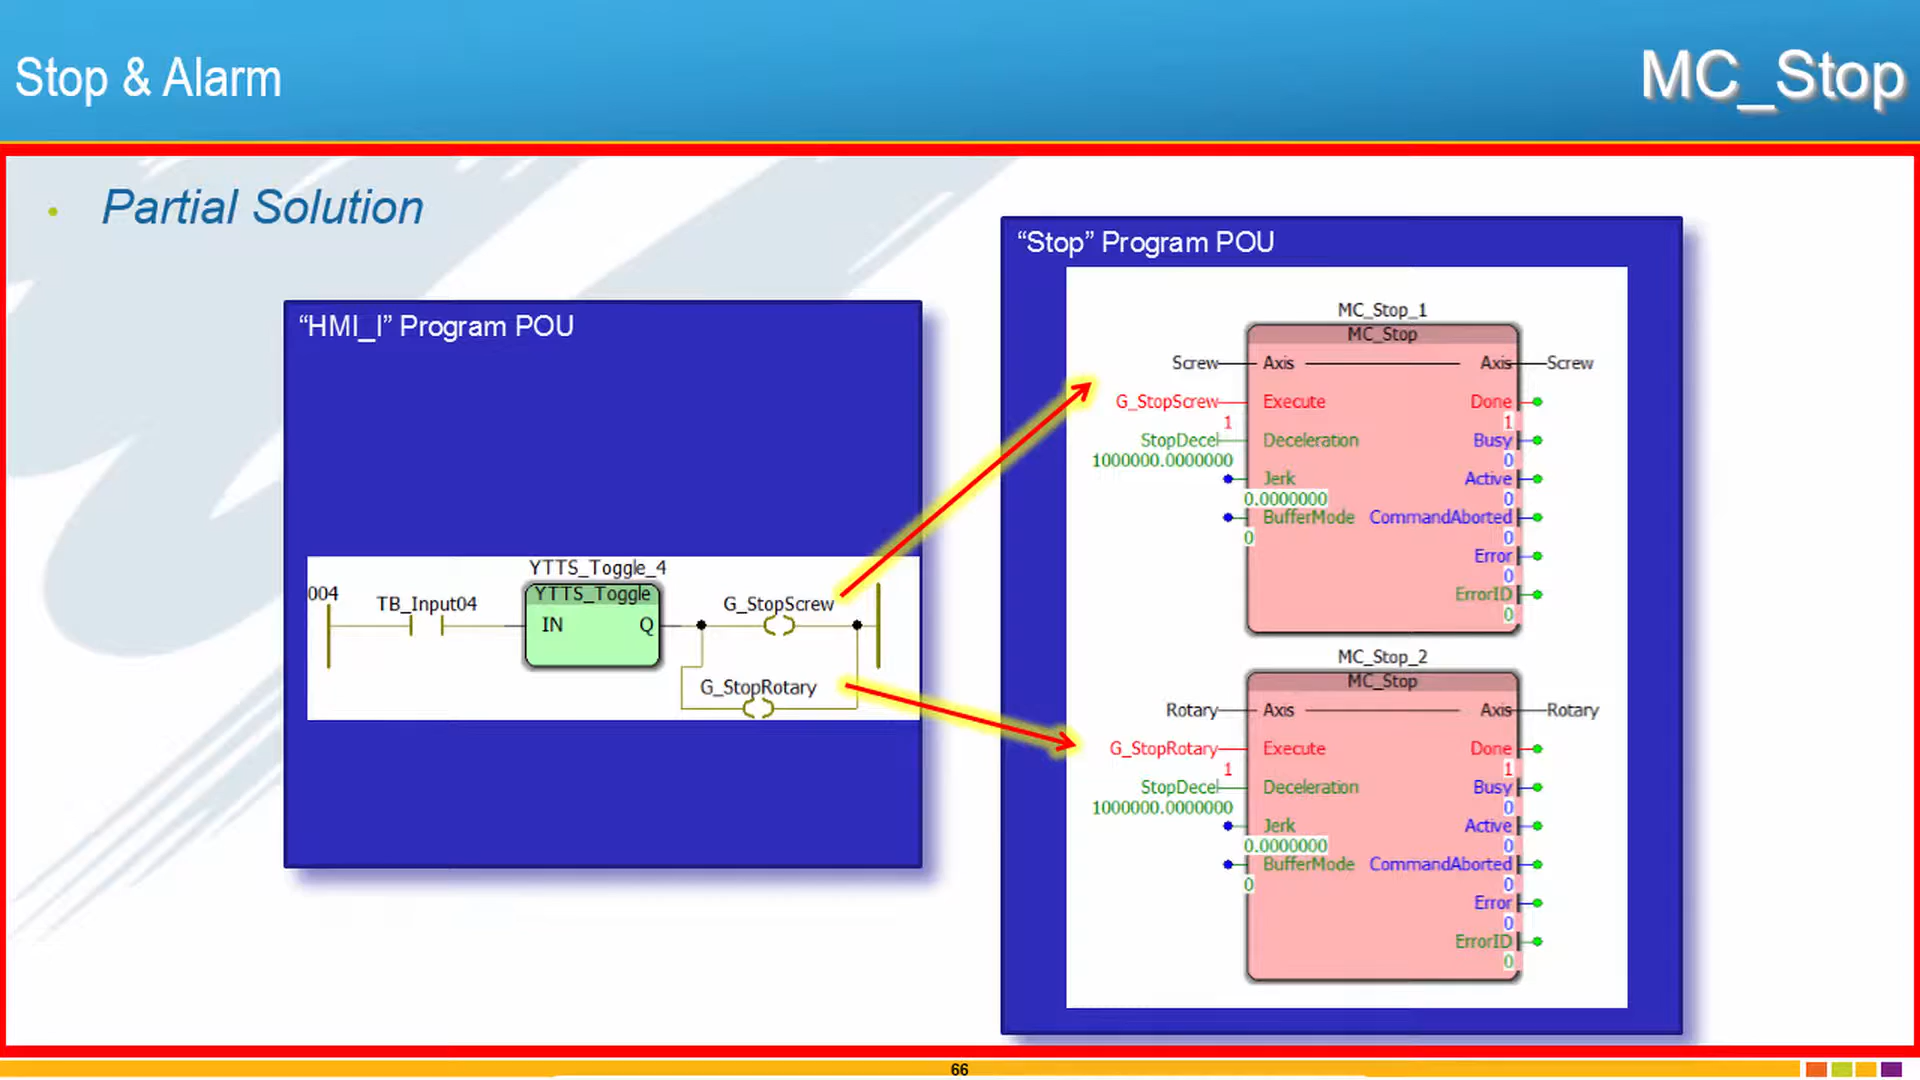 Stop & Alarm
MC_Stop
• Partial Solution
“HMI_I” Program POU
004
TB_Input04
YTTS_Toggle_4
YTTS_Toggle
IN Q
G_StopScrew
G_StopRotary
“Stop” Program POU
MC_Stop_1
MC_Stop
Screw Axis Axis Screw
G_StopScrew Execute Done
1 1
StopDecel Deceleration Busy
1000000.0000000 0
Jerk Active
0.0000000 0
BufferMode CommandAborted
0 0
Error
0
ErrorID
0
MC_Stop_2
MC_Stop
Rotary Axis Axis Rotary
G_StopRotary Execute Done
1 1
StopDecel Deceleration Busy
1000000.0000000 0
Jerk Active
0.0000000 0
BufferMode CommandAborted
0 0
Error
0
ErrorID
0
66